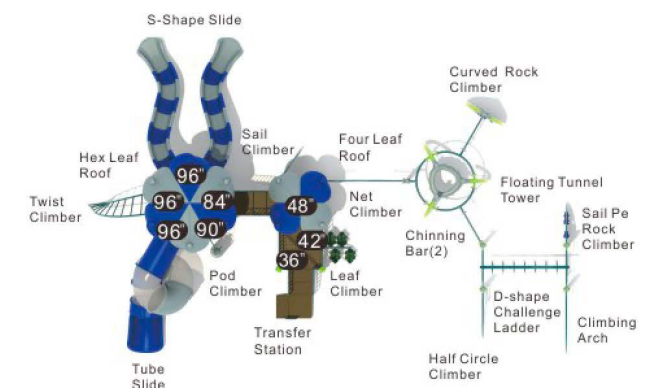 S-Shape Slide
Curved Rock
Climber
Sail
Climber
Four Leaf
Roof
Hex Leaf
Roof
96"
96"
84"
48"
Twist
Climber
Net
Climber
Floating Tunnel
Tower
Sail Pe
Rock
Climber
96"
90"
42"
36"
Chinning
Bar(2)
Pod
Climber
Leaf
Climber
D-shape
Challenge
Ladder
Climbing
Arch
Transfer
Station
Half Circle
Climber
Tube
Slide